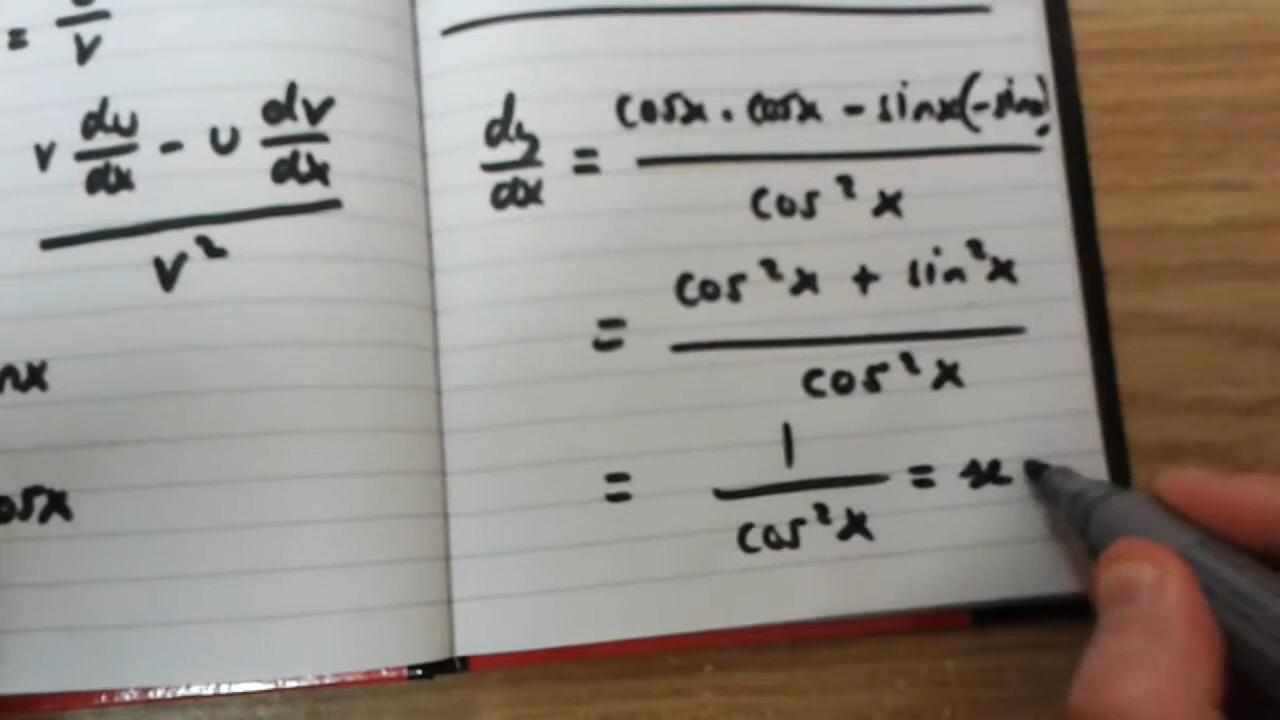 = u/v
v du/dx - u dv/dx
v²
nx
osx
dy/dx = cosx . cosx - sinx(-sinx)
cos²x
= cos²x + sin²x
cos²x
= 1/cos²x = se